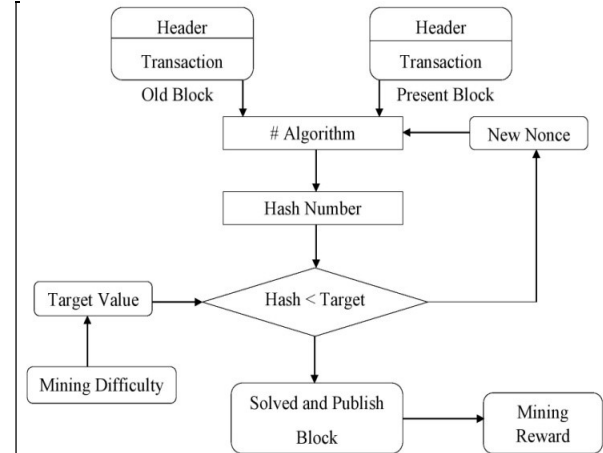 Header
Header
Transaction
Transaction
Old Block
Present Block
# Algorithm
New Nonce
Hash Number
Hash < Target
Target Value
Mining Difficulty
Solved and Publish
Block
Mining
Reward